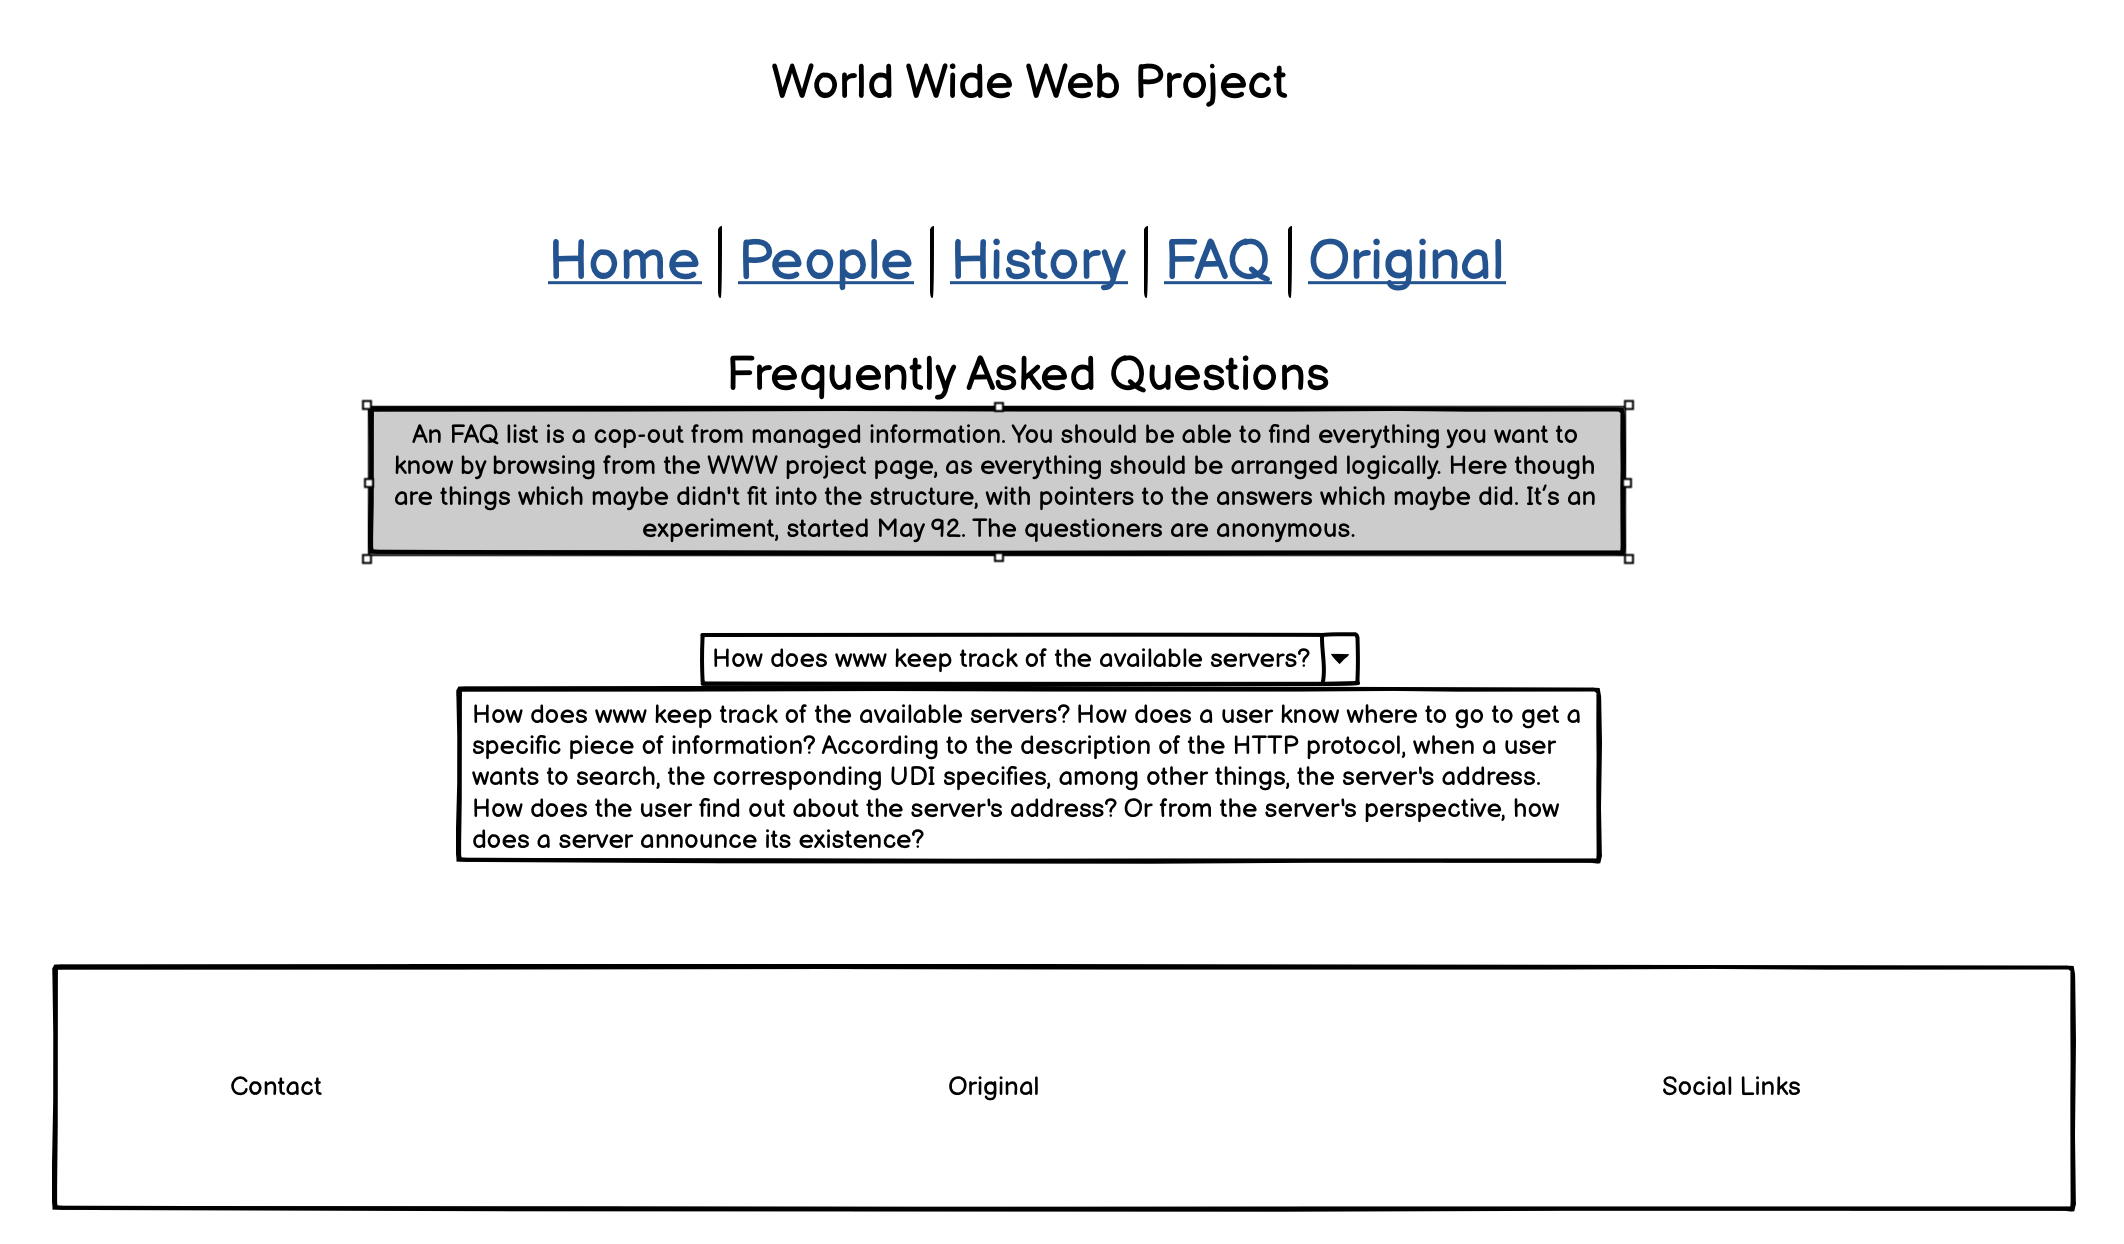 World Wide Web Project
Home | People | History | FAQ | Original
Frequently Asked Questions
An FAQ list is a cop-out from managed information. You should be able to find everything you want to
know by browsing from the WWW project page, as everything should be arranged logically. Here though
are things which maybe didn't fit into the structure, with pointers to the answers which maybe did. It’s an
experiment, started May 92. The questioners are anonymous.
How does www keep track of the available servers?
How does www keep track of the available servers? How does a user know where to go to get a
specific piece of information? According to the description of the HTTP protocol, when a user
wants to search, the corresponding UDI specifies, among other things, the server's address.
How does the user find out about the server's address? Or from the server's perspective, how
does a server announce its existence?
Contact Original Social Links